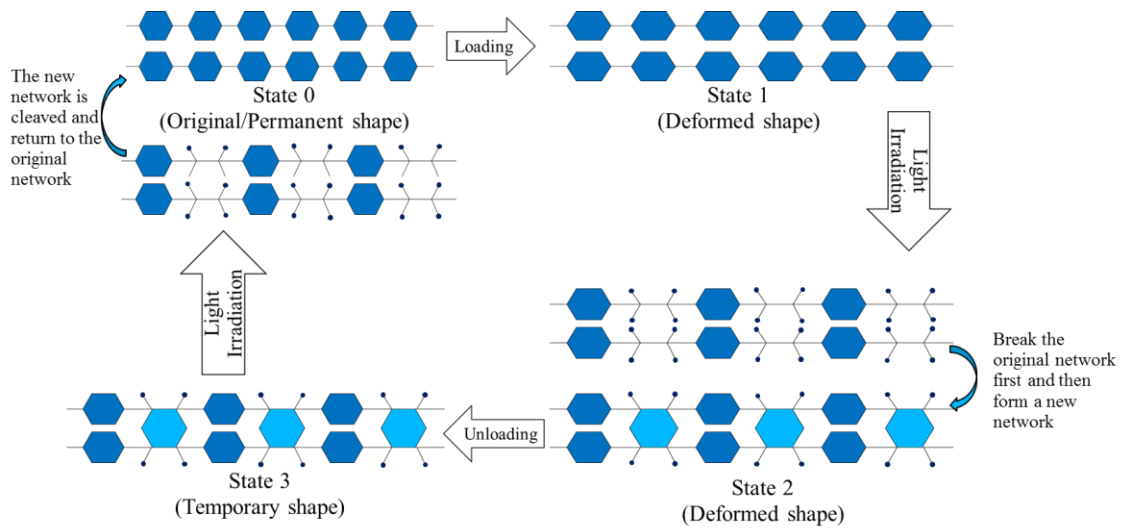 State 0
(Original/Permanent shape)
Loading
State 1
(Deformed shape)
Light
Irradiation
Break the
original network
first and then
form a new
network
State 2
(Deformed shape)
Unloading
State 3
(Temporary shape)
Light
Irradiation
The new
network is
cleaved and
return to the
original
network